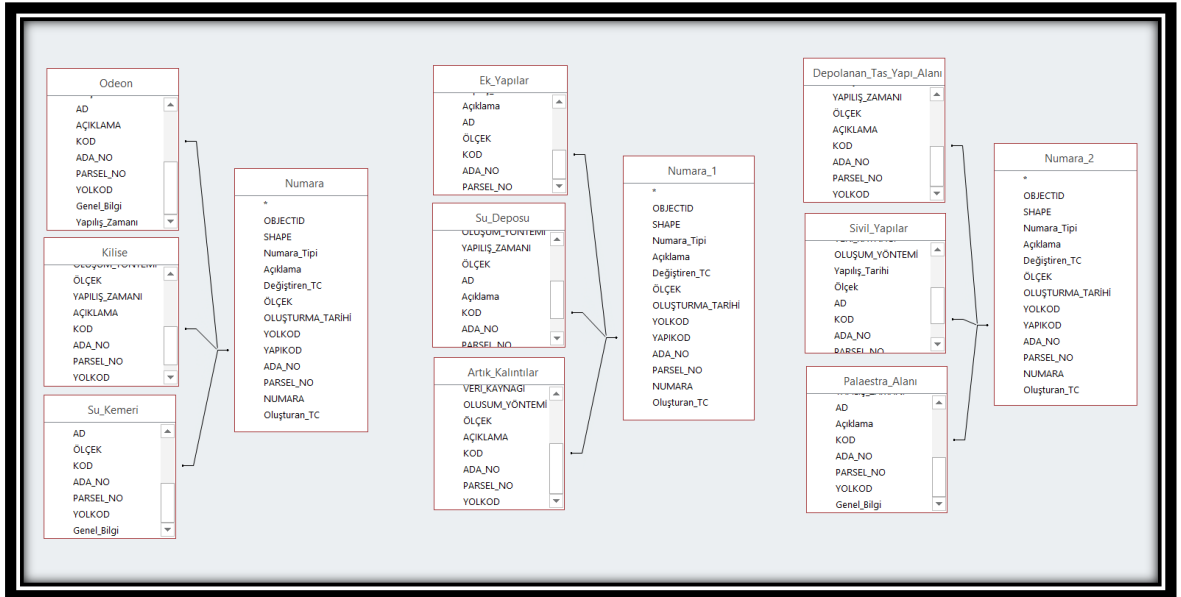 Odeon
AD
AÇIKLAMA
KOD
ADA_NO
PARSEL_NO
YOLKOD
Genel_Bilgi
Yapılış_Zamanı
Kilise
OLUŞUM_YÖNTEMİ
ÖLÇEK
YAPILIŞ_ZAMANI
AÇIKLAMA
KOD
ADA_NO
PARSEL_NO
YOLKOD
Su_Kemeri
AD
ÖLÇEK
KOD
ADA_NO
PARSEL_NO
YOLKOD
Genel_Bilgi
Numara
*
OBJECTID
SHAPE
Numara_Tipi
Açıklama
Değiştiren_TC
ÖLÇEK
OLUŞTURMA_TARİHİ
YOLKOD
YAPIKOD
ADA_NO
PARSEL_NO
NUMARA
Oluşturan_TC
Ek_Yapılar
Açıklama
AD
ÖLÇEK
KOD
ADA_NO
PARSEL_NO
Su_Deposu
OLUŞUM_YÖNTEMİ
YAPILIŞ_ZAMANI
ÖLÇEK
AD
Açıklama
KOD
ADA_NO
PARSEL_NO
Artık_Kalıntılar
VERİ_KAYNAĞI
OLUSUM_YÖNTEMİ
ÖLÇEK
AÇIKLAMA
KOD
ADA_NO
PARSEL_NO
YOLKOD
Numara_1
*
OBJECTID
SHAPE
Numara_Tipi
Açıklama
Değiştiren_TC
ÖLÇEK
OLUŞTURMA_TARİHİ
YOLKOD
YAPIKOD
ADA_NO
PARSEL_NO
NUMARA
Oluşturan_TC
Depolanan_Tas_Yapı_Alanı
YAPILIŞ_ZAMANI
ÖLÇEK
AÇIKLAMA
KOD
ADA_NO
PARSEL_NO
YOLKOD
Sivil_Yapılar
OLUŞUM_YÖNTEMİ
Yapılış_Tarihi
Ölçek
AD
KOD
ADA_NO
PARSEL_NO
Palaestra_Alanı
AD
Açıklama
KOD
ADA_NO
PARSEL_NO
YOLKOD
Genel_Bilgi
Numara_2
*
OBJECTID
SHAPE
Numara_Tipi
Açıklama
Değiştiren_TC
ÖLÇEK
OLUŞTURMA_TARİHİ
YOLKOD
YAPIKOD
ADA_NO
PARSEL_NO
NUMARA
Oluşturan_TC